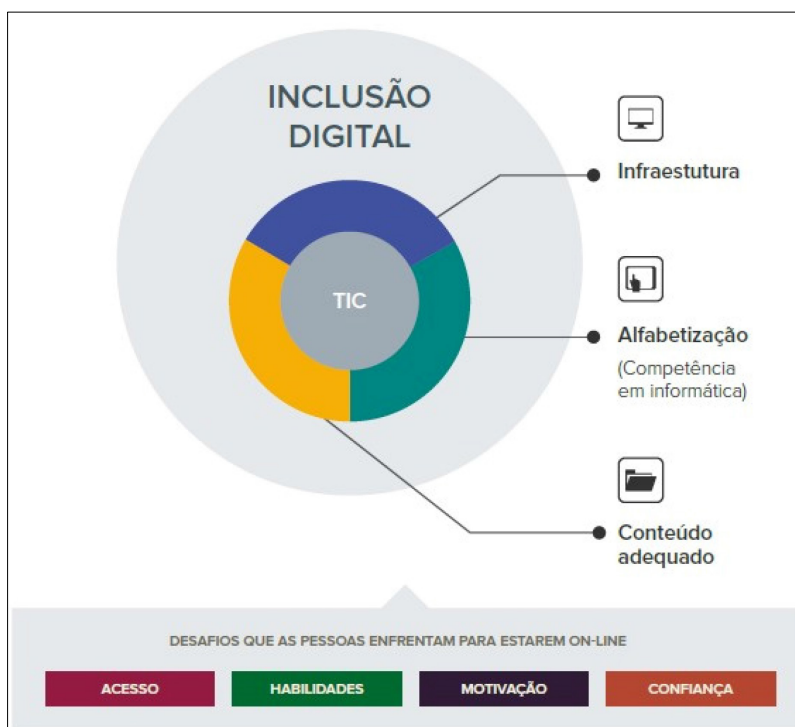 INCLUSÃO
DIGITAL
TIC
Infraestutura
Alfabetização
(Competência
em informática)
Conteúdo
adequado
DESAFIOS QUE AS PESSOAS ENFRENTAM PARA ESTAREM ON-LINE
ACESSO
HABILIDADES
MOTIVAÇÃO
CONFIANÇA